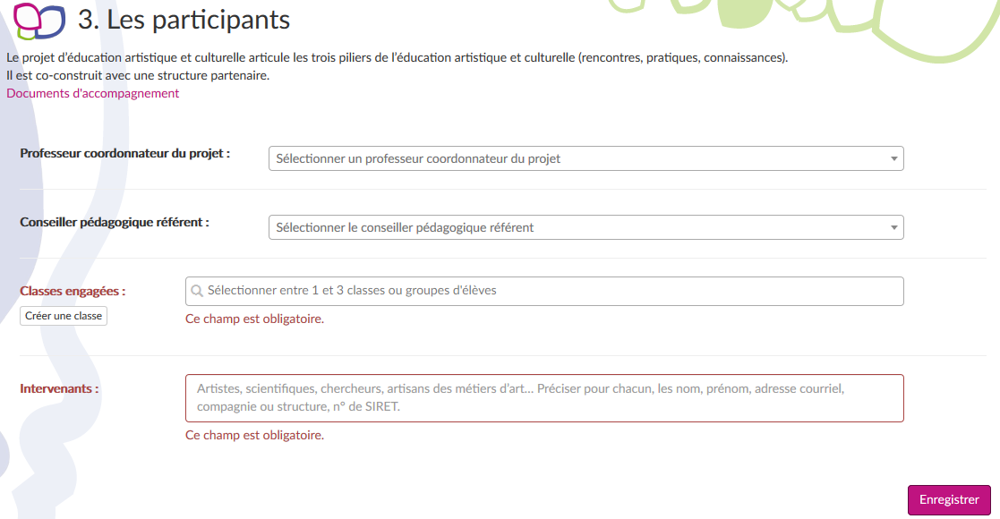 3. Les participants
Le projet d’éducation artistique et culturelle articule les trois piliers de l’éducation artistique et culturelle (rencontres, pratiques, connaissances).
Il est co-construit avec une structure partenaire.
Documents d'accompagnement
Professeur coordonnateur du projet :
Sélectionner un professeur coordonnateur du projet
Conseiller pédagogique référent :
Sélectionner le conseiller pédagogique référent
Classes engagées :
Sélectionner entre 1 et 3 classes ou groupes d'élèves
Créer une classe
Ce champ est obligatoire.
Intervenants :
Artistes, scientifiques, chercheurs, artisans des métiers d’art... Préciser pour chacun, les nom, prénom, adresse courriel,
compagnie ou structure, n° de SIRET.
Ce champ est obligatoire.
Enregistrer